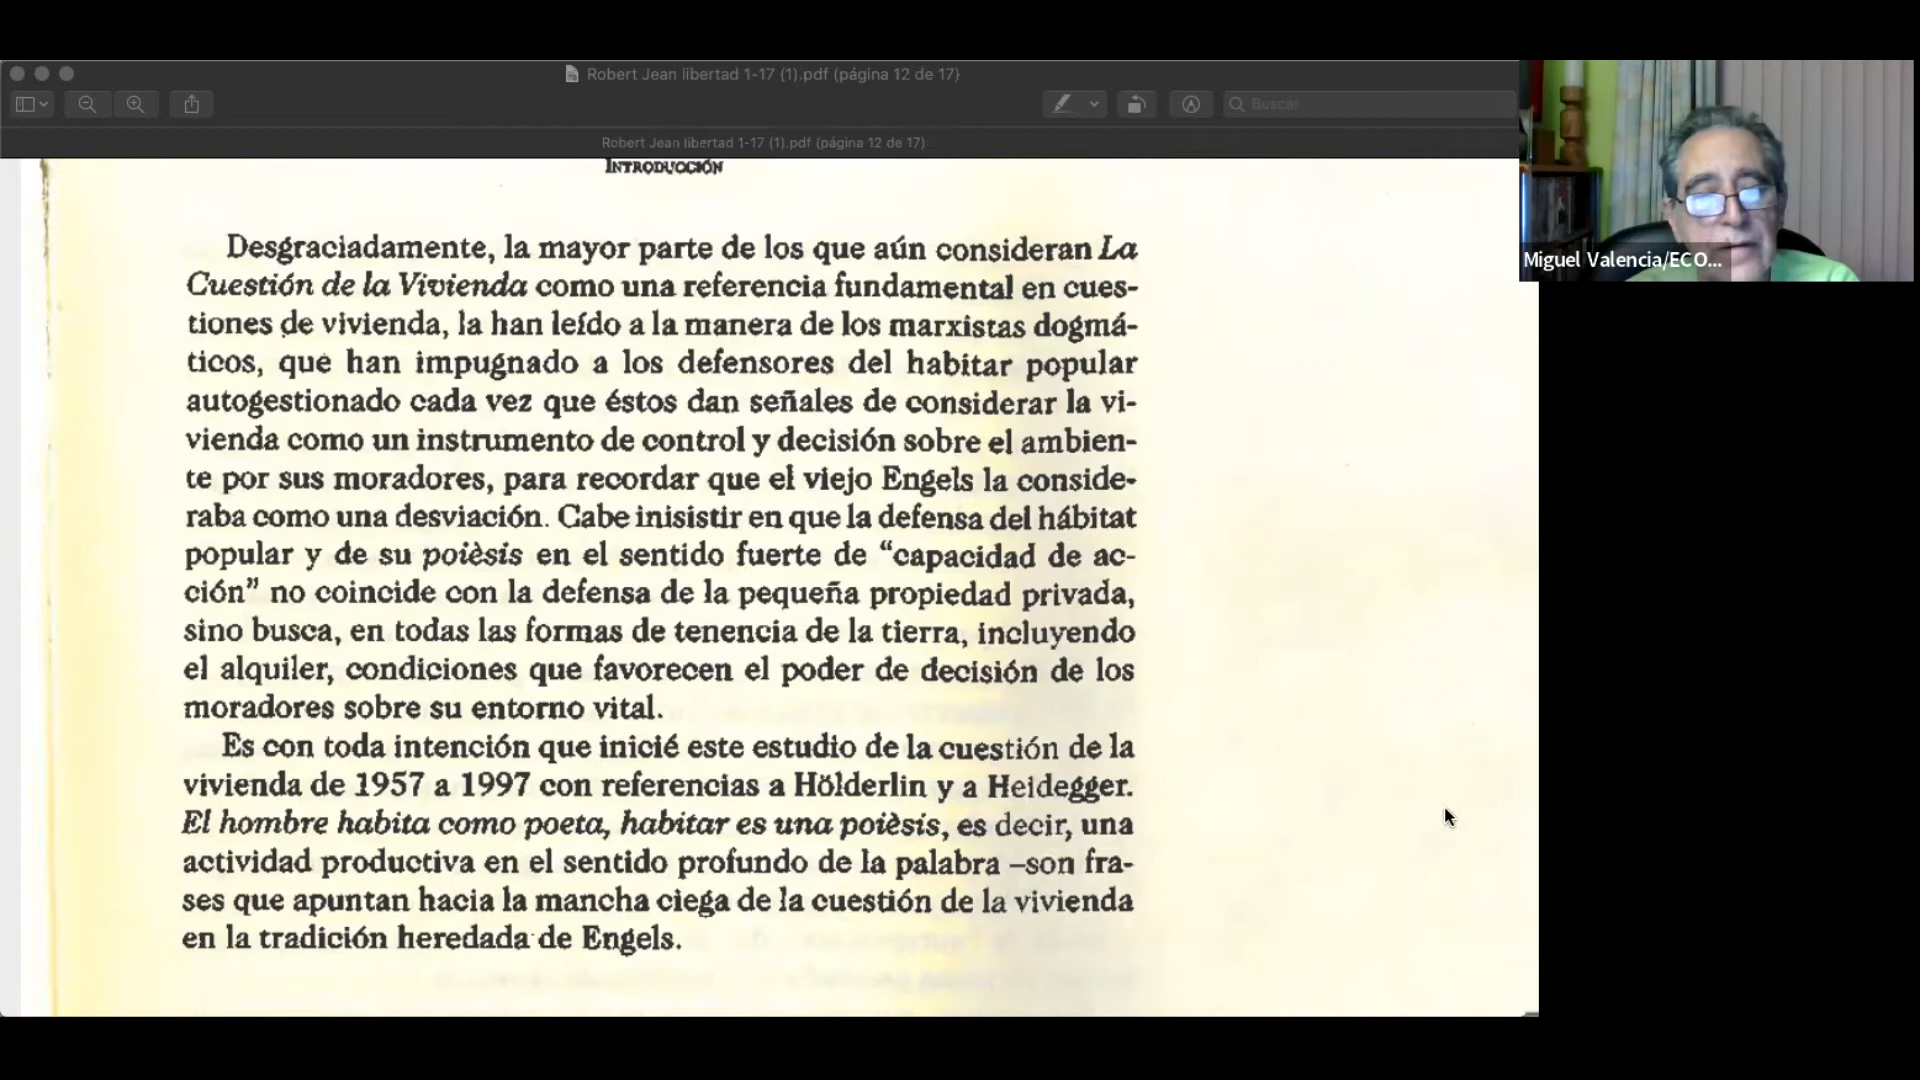 Robert Jean libertad 1-17 (1).pdf (página 12 de 17)
Buscar
Robert Jean libertad 1-17 (1).pdf (página 12 de 17)
Miguel Valencia/ECO...
INTRODUCCIÓN
Desgraciadamente, la mayor parte de los que aún consideran La
Cuestión de la Vivienda como una referencia fundamental en cues-
tiones de vivienda, la han leído a la manera de los marxistas dogmá-
ticos, que han impugnado a los defensores del habitar popular
autogestionado cada vez que éstos dan señales de considerar la vi-
vienda como un instrumento de control y decisión sobre el ambien-
te por sus moradores, para recordar que el viejo Engels la conside-
raba como una desviación. Cabe inisistir en que la defensa del hábitat
popular y de su poièsis en el sentido fuerte de “capacidad de ac-
ción” no coincide con la defensa de la pequeña propiedad privada,
sino busca, en todas las formas de tenencia de la tierra, incluyendo
el alquiler, condiciones que favorecen el poder de decisión de los
moradores sobre su entorno vital.
Es con toda intención que inicié este estudio de la cuestión de la
vivienda de 1957 a 1997 con referencias a Hölderlin y a Heidegger.
El hombre habita como poeta, habitar es una poièsis, es decir, una
actividad productiva en el sentido profundo de la palabra –son fra-
ses que apuntan hacia la mancha ciega de la cuestión de la vivienda
en la tradición heredada de Engels.